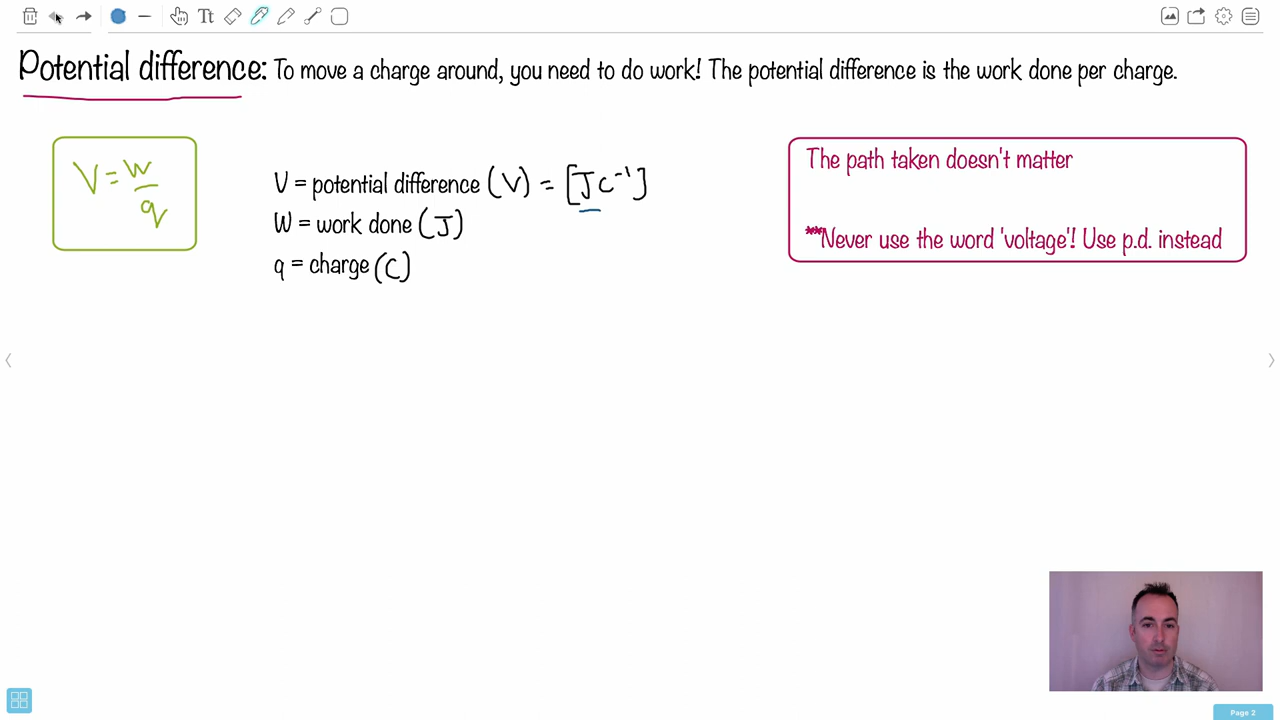 Tt
Potential difference: To move a charge around, you need to do work! The potential difference is the work done per charge.
V = W/q
V = potential difference (V) = [JC⁻¹]
W = work done (J)
q = charge (C)
The path taken doesn't matter
**Never use the word 'voltage'! Use p.d. instead
Page 2